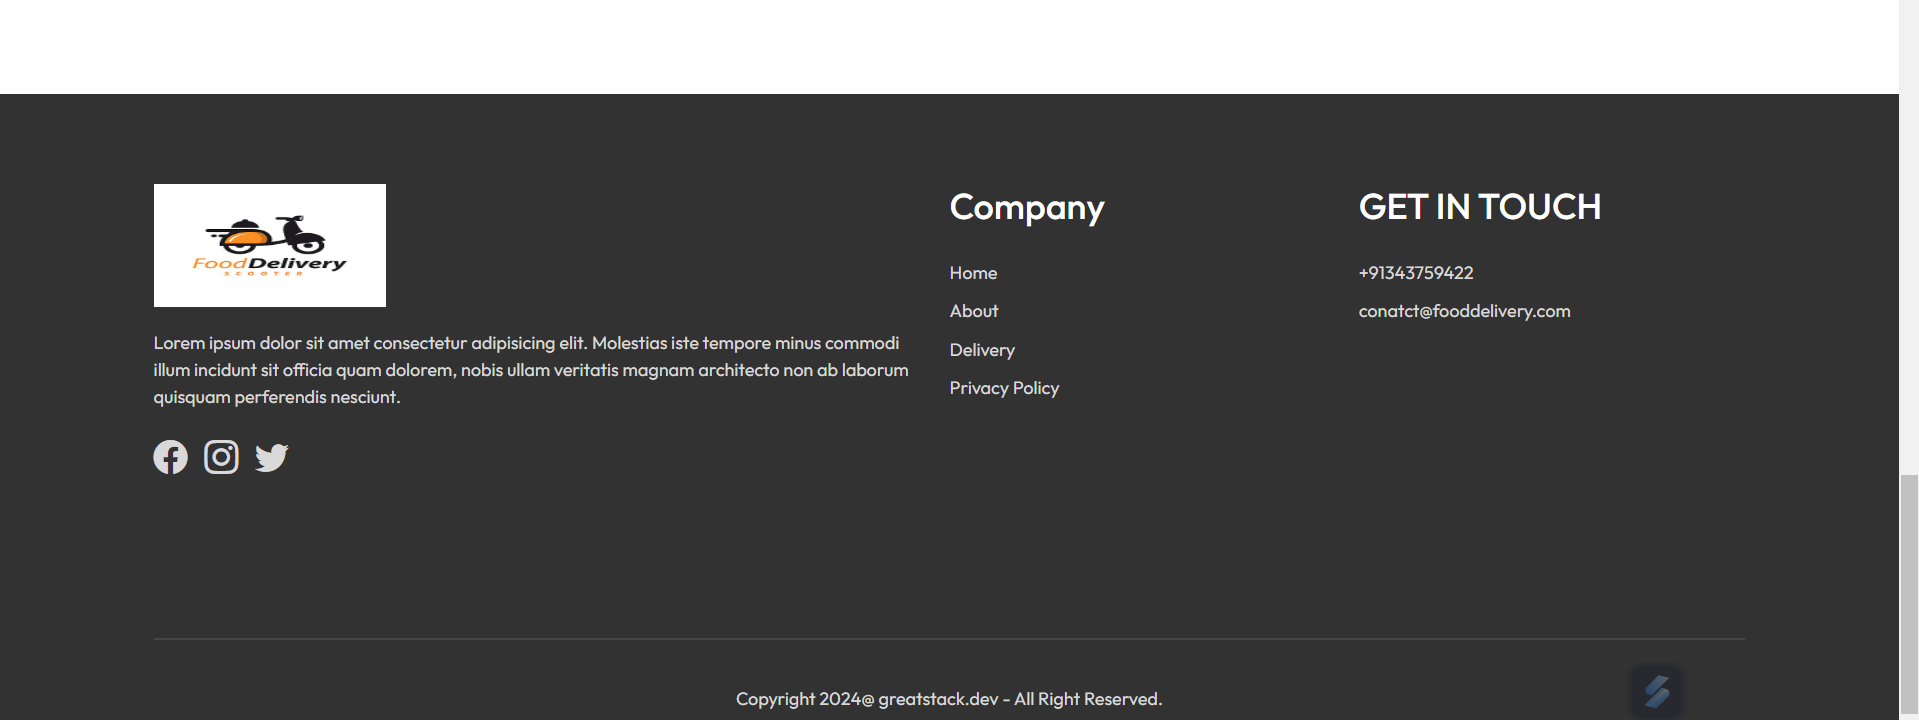 FoodDelivery
SCOOTER
Lorem ipsum dolor sit amet consectetur adipisicing elit. Molestias iste tempore minus commodi
illum incidunt sit officia quam dolorem, nobis ullam veritatis magnam architecto non ab laborum
quisquam perferendis nesciunt.
Company
Home
About
Delivery
Privacy Policy
GET IN TOUCH
+91343759422
conatct@fooddelivery.com
Copyright 2024@ greatstack.dev - All Right Reserved.